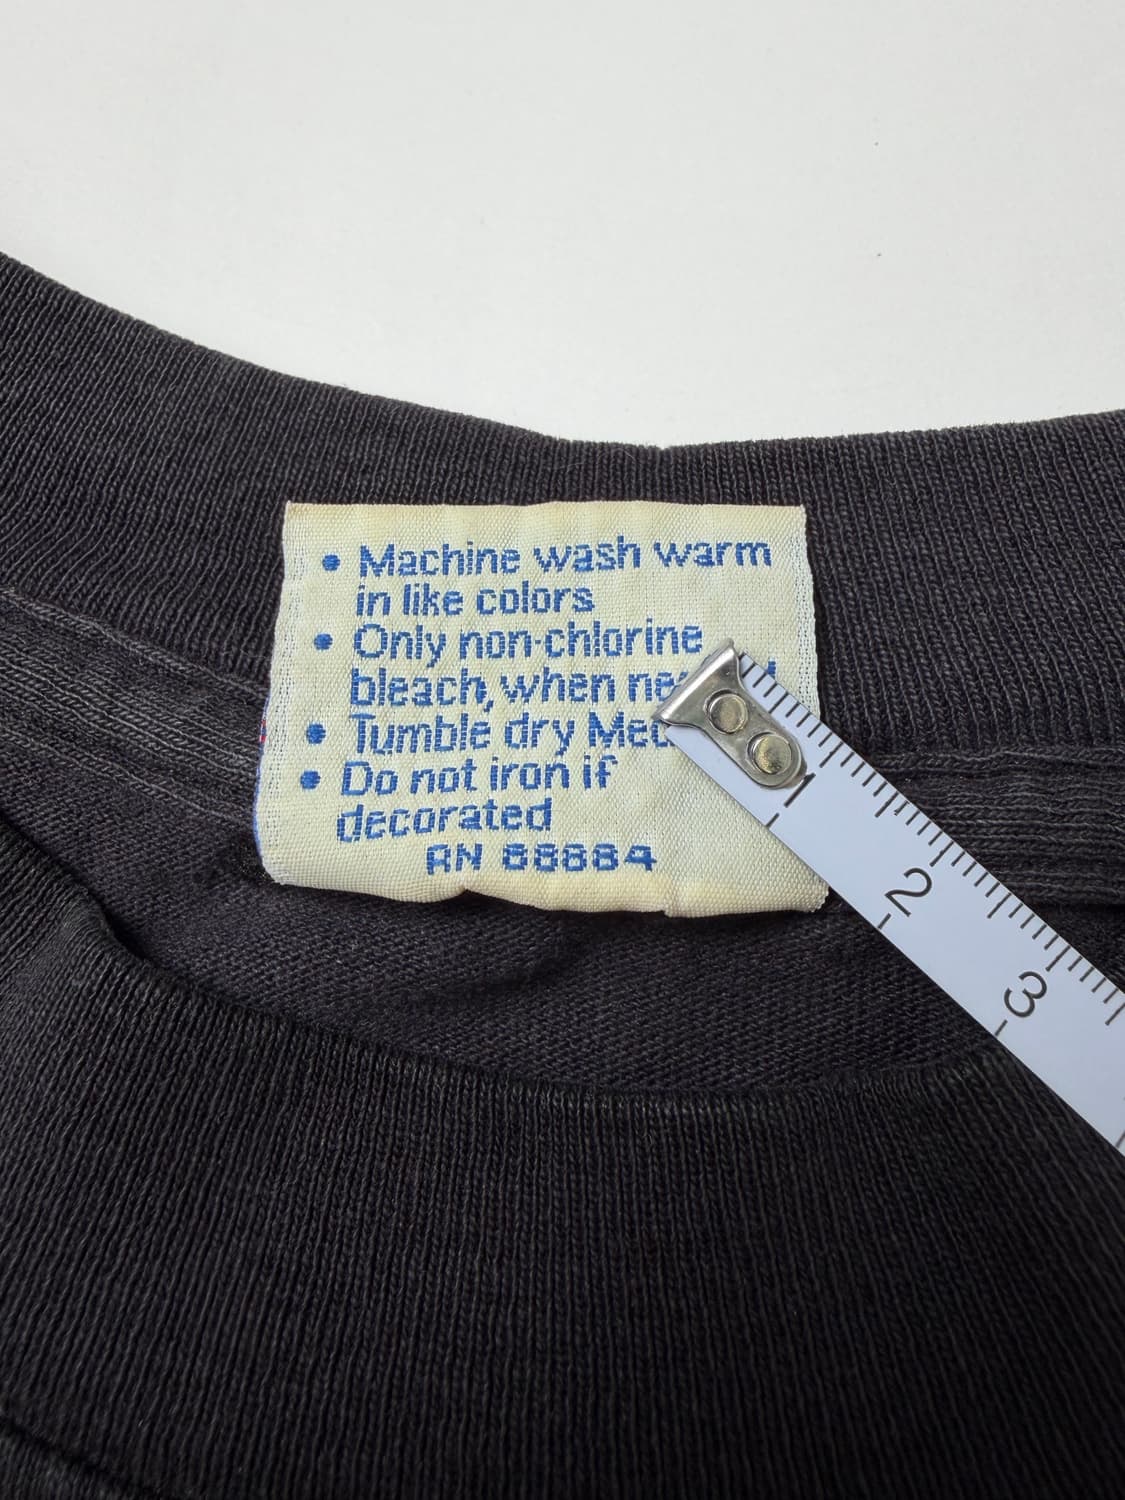 • Machine wash warm
in like colors
• Only non-chlorine
bleach, when
• Tumble dry
• Do not iron if
decorated
RN 88884
1
2
3